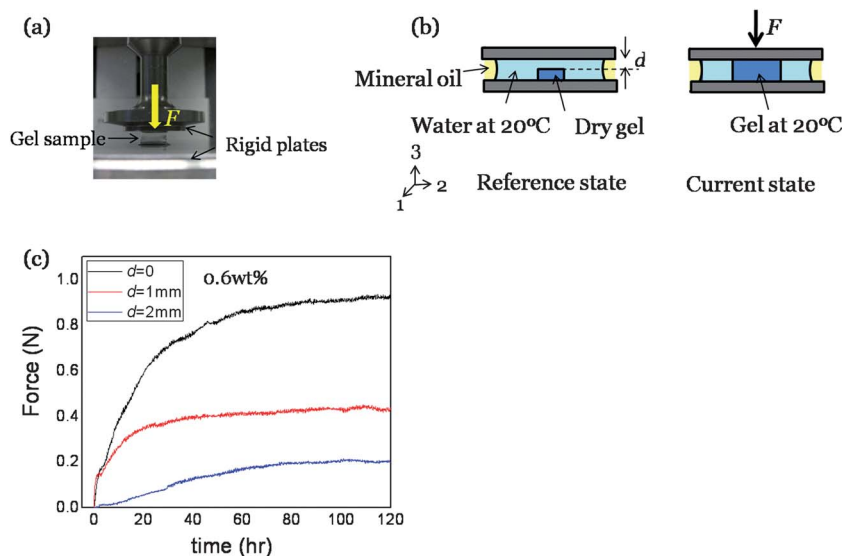 (a)
F
Gel sample
Rigid plates
(b)
F
d
Mineral oil
Water at 20ºC
Dry gel
Gel at 20ºC
3
2
1
Reference state
Current state
(c)
d=0
d=1mm
d=2mm
0.6wt%
1.0
0.8
0.6
0.4
0.2
0.0
Force (N)
0 20 40 60 80 100 120
time (hr)